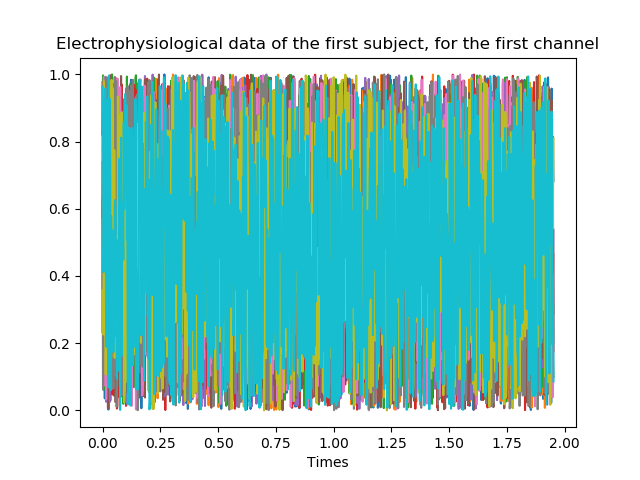 Electrophysiological data of the first subject, for the first channel
1.0
0.8
0.6
0.4
0.2
0.0
0.00 0.25 0.50 0.75 1.00 1.25 1.50 1.75 2.00
Times